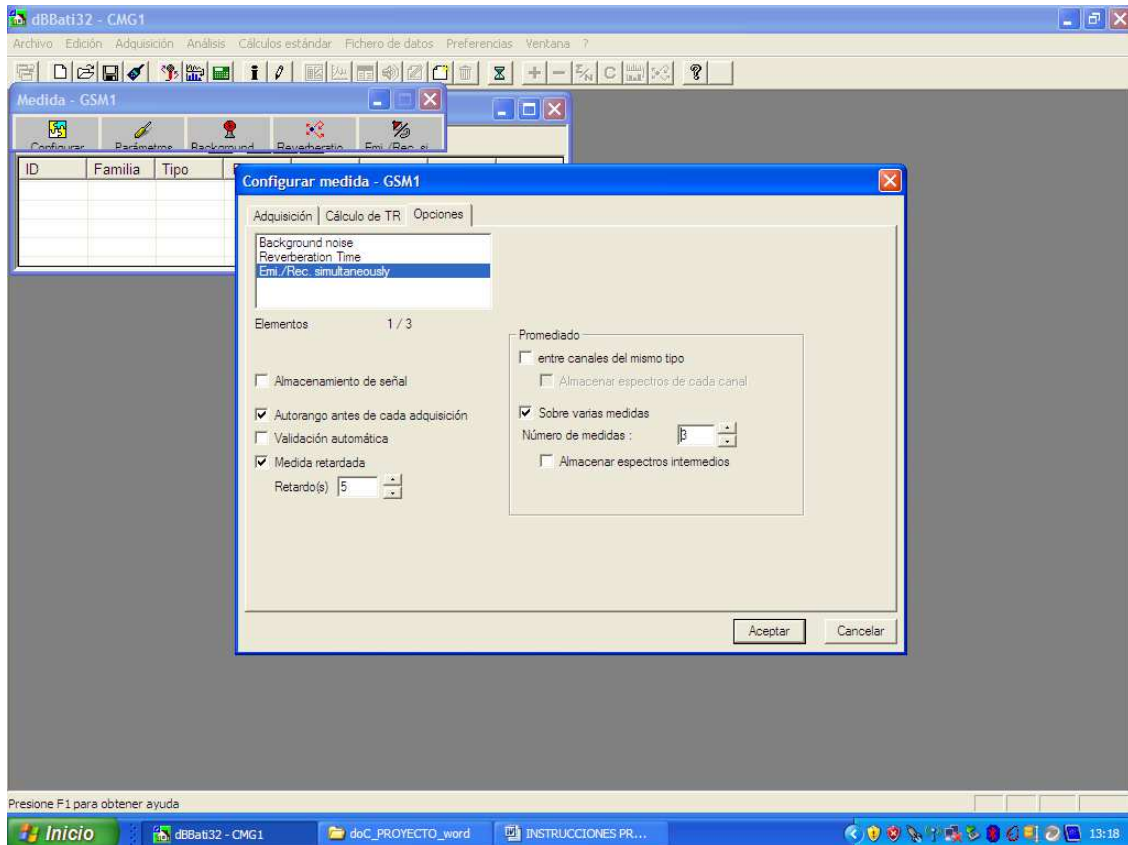 dBBati32 - CMG1
Archivo Edición Adquisición Análisis Cálculos estándar Fichero de datos Preferencias Ventana ?
Medida - GSM1
Configurar Parámetros Background Reverberatio Emi./Rec. si
ID Familia Tipo
Configurar medida - GSM1
Adquisición Cálculo de TR Opciones
Background noise
Reverberation Time
Emi./Rec. simultaneously
Elementos 1 / 3
Promediado
entre canales del mismo tipo
Almacenamiento de señal
Almacenar espectros de cada canal
Autorango antes de cada adquisición
Sobre varias medidas
Validación automática
Número de medidas : 3
Medida retardada
Almacenar espectros intermedios
Retardo(s) 5
Aceptar Cancelar
Presione F1 para obtener ayuda
Inicio dBBati32 - CMG1 doC_PROYECTO_word INSTRUCCIONES PR... 13:18